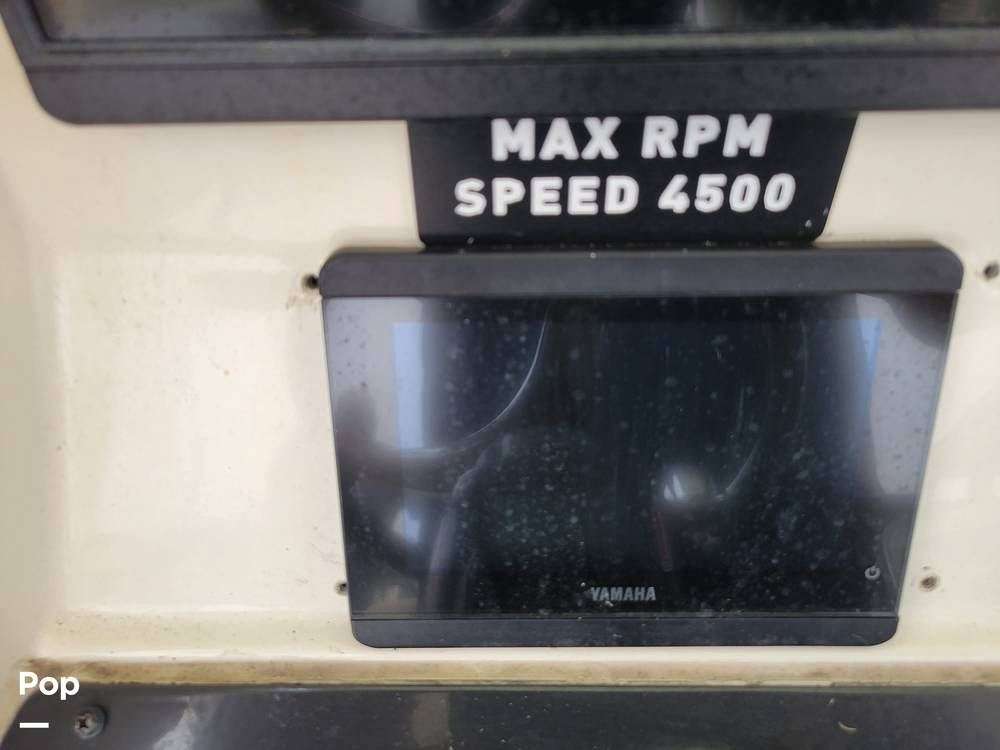 MAX RPM
SPEED 4500
YAMAHA
Pop